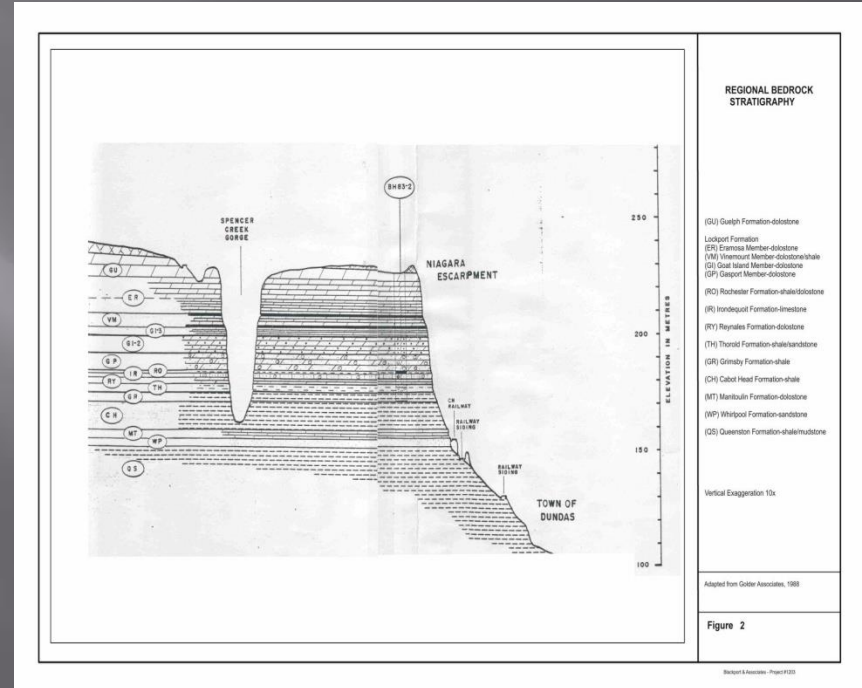 REGIONAL BEDROCK
STRATIGRAPHY
(GU) Guelph Formation-dolostone
Lockport Formation
(ER) Eramosa Member-dolostone
(VM) Vinemount Member-dolostone/shale
(GI) Goat Island Member-dolostone
(GP) Gasport Member-dolostone
(RO) Rochester Formation-shale/dolostone
(IR) Irondequoit Formation-limestone
(RY) Reynales Formation-dolostone
(TH) Thorold Formation-shale/sandstone
(GR) Grimsby Formation-shale
(CH) Cabot Head Formation-shale
(MT) Manitoulin Formation-dolostone
(WP) Whirlpool Formation-sandstone
(QS) Queenston Formation-shale/mudstone
Vertical Exaggeration 10x
Adapted from Golder Associates, 1988
Figure 2
Blackport & Associates - Project #1203
BH83-2
SPENCER
CREEK
GORGE
NIAGARA
ESCARPMENT
GU
ER
VM
GI-3
GI-2
GP
IR
RO
RY
TH
GR
CH
MT
WP
QS
CN
RAILWAY
RAILWAY
SIDING
RAILWAY
SIDING
TOWN OF
DUNDAS
250
200
150
100
ELEVATION IN METRES